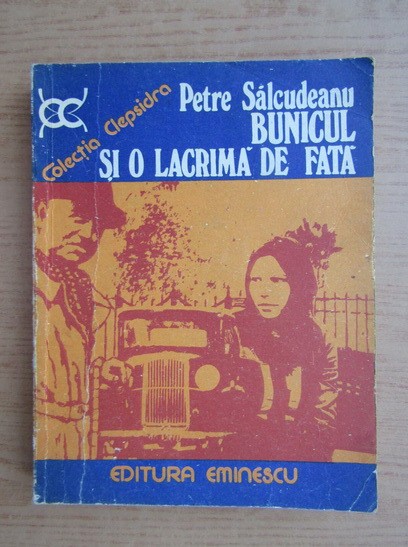 Colecția Clepsidra
Petre Sălcudeanu
BUNICUL
ȘI O LACRIMĂ DE FATĂ
EDITURA EMINESCU